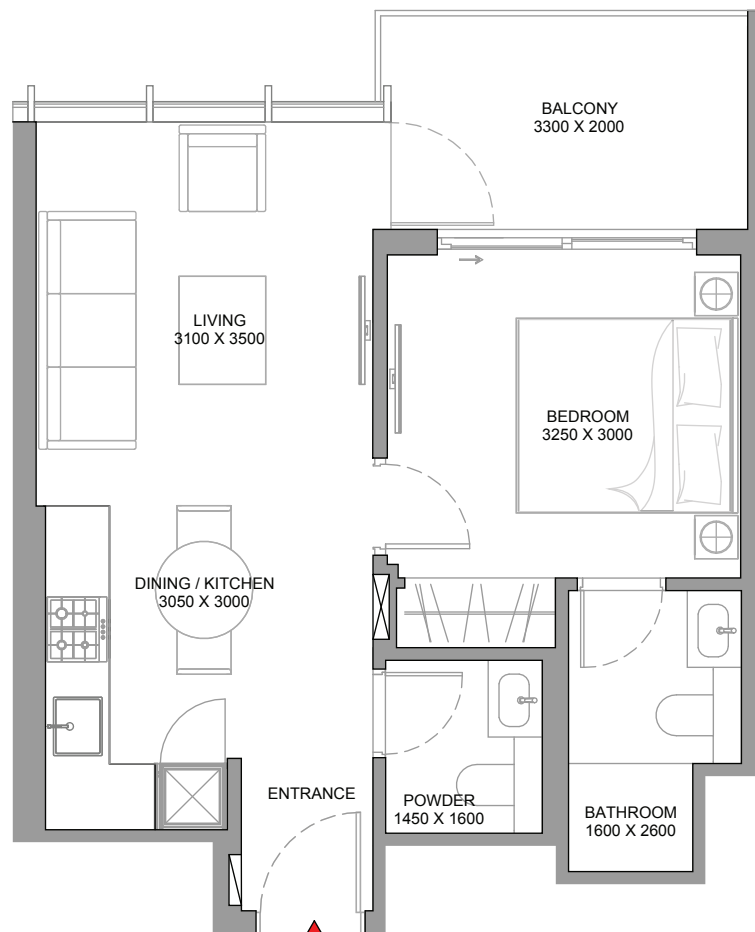 BALCONY
3300 X 2000
LIVING
3100 X 3500
BEDROOM
3250 X 3000
DINING / KITCHEN
3050 X 3000
ENTRANCE
POWDER
1450 X 1600
BATHROOM
1600 X 2600